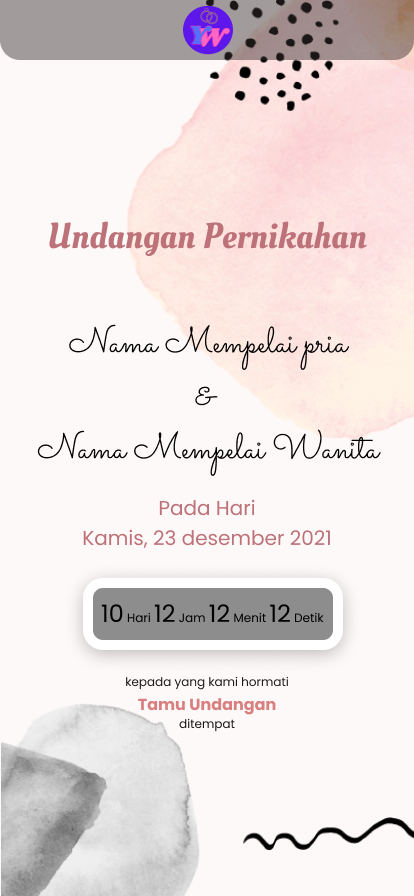 Undangan Pernikahan
Nama Mempelai pria
&
Nama Mempelai Wanita
Pada Hari
Kamis, 23 desember 2021
10 Hari 12 Jam 12 Menit 12 Detik
kepada yang kami hormati
Tamu Undangan
ditempat